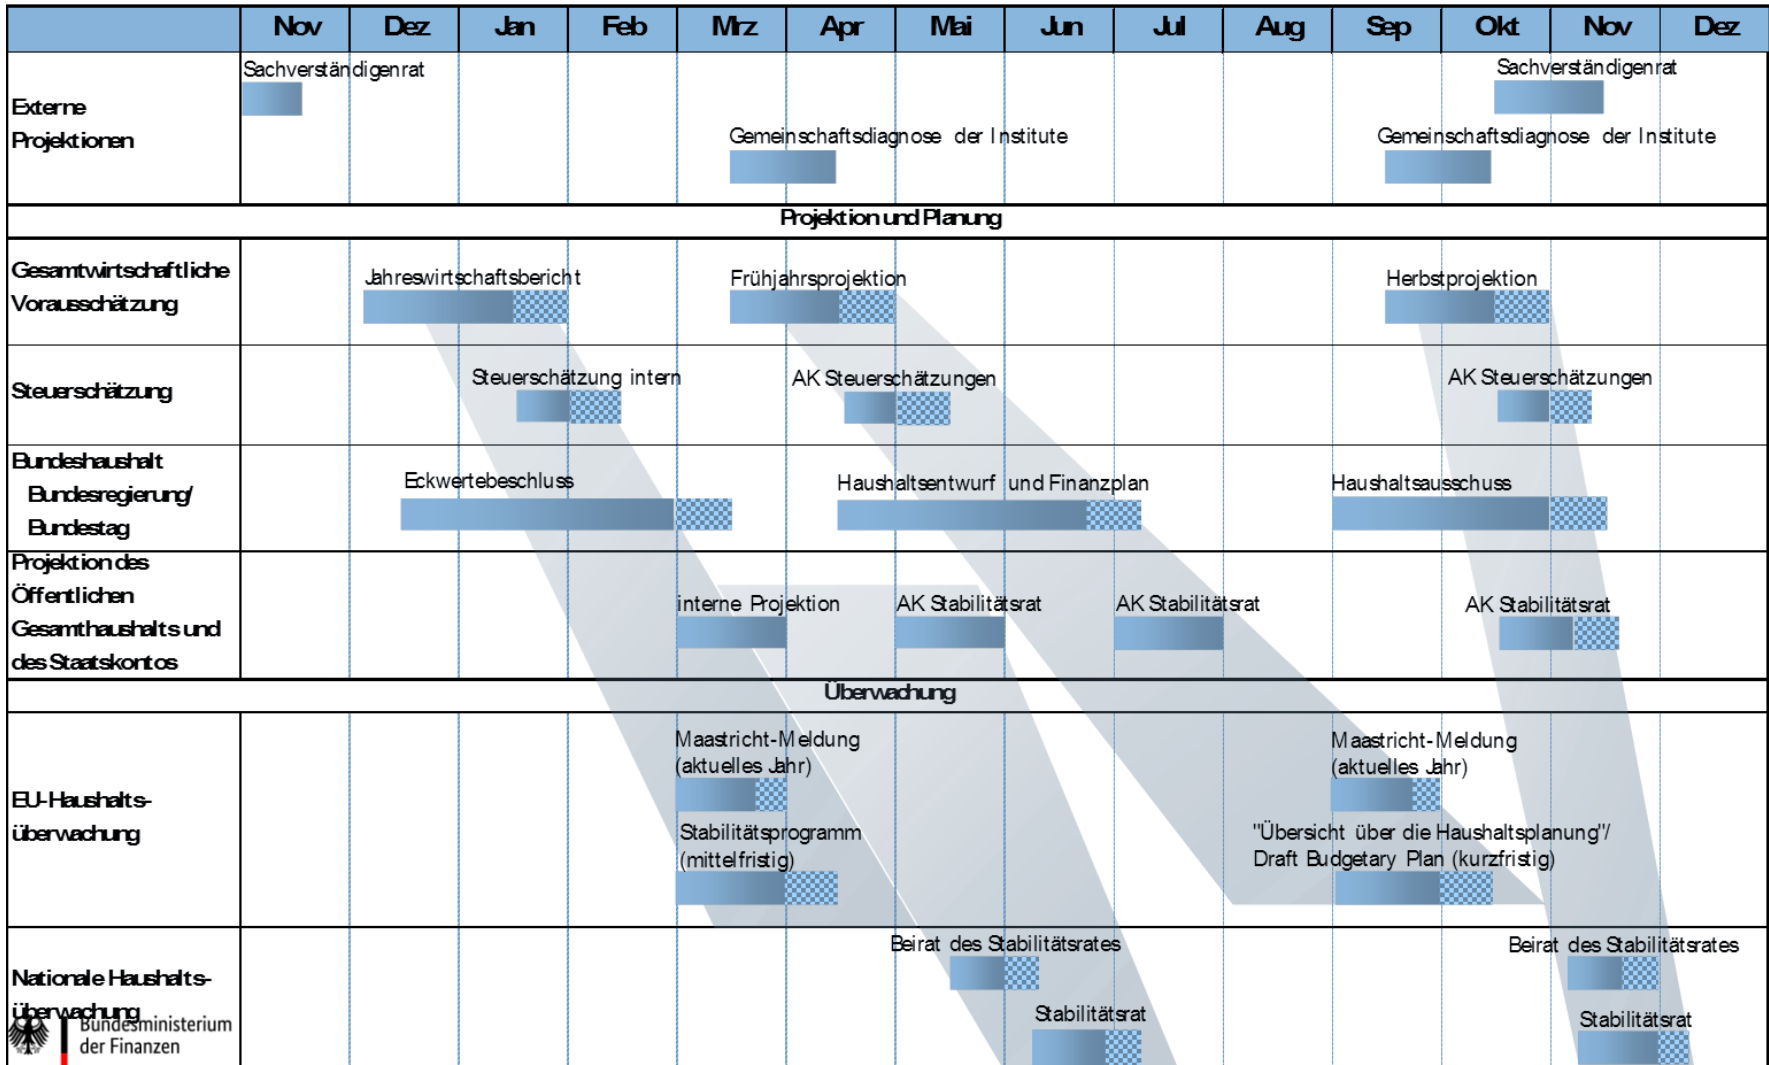 Nov Dez Jan Feb Mrz Apr Mai Jun Jul Aug Sep Okt Nov Dez
Externe
Projektionen
Sachverständigenrat
Sachverständigenrat
Gemeinschaftsdiagnose der Institute
Gemeinschaftsdiagnose der Institute
Projektion und Planung
Gesamtwirtschaftliche
Vorausschätzung
Jahreswirtschaftsbericht
Frühjahrsprojektion
Herbstprojektion
Steuerschätzung
Steuerschätzung intern
AK Steuerschätzungen
AK Steuerschätzungen
Bundeshaushalt
Bundesregierung/
Bundestag
Eckwertebeschluss
Haushaltsentwurf und Finanzplan
Haushaltsausschuss
Projektion des
Öffentlichen
Gesamthaushalts und
des Staatskontos
interne Projektion
AK Stabilitätsrat
AK Stabilitätsrat
AK Stabilitätsrat
Überwachung
EU-Haushalts-
überwachung
Maastricht-Meldung
(aktuelles Jahr)
Maastricht-Meldung
(aktuelles Jahr)
Stabilitätsprogramm
(mittelfristig)
"Übersicht über die Haushaltsplanung"/
Draft Budgetary Plan (kurzfristig)
Nationale Haushalts-
überwachung
Beirat des Stabilitätsrates
Beirat des Stabilitätsrates
Stabilitätsrat
Stabilitätsrat
Bundesministerium
der Finanzen